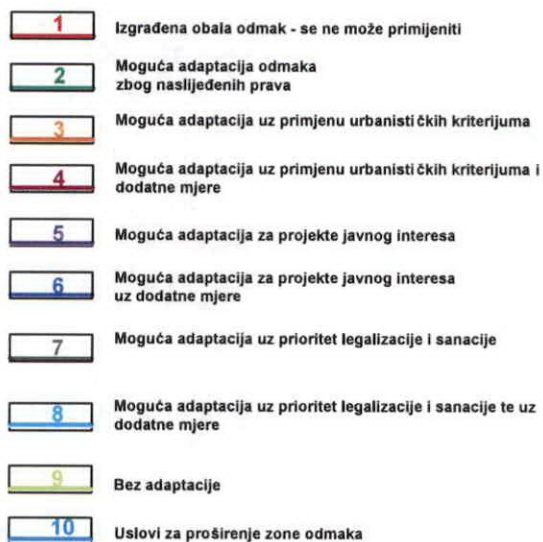 1 Izgrađena obala odmak - se ne može primijeniti
2 Moguća adaptacija odmaka
zbog naslijeđenih prava
3 Moguća adaptacija uz primjenu urbanističkih kriterijuma
4 Moguća adaptacija uz primjenu urbanističkih kriterijuma i
dodatne mjere
5 Moguća adaptacija za projekte javnog interesa
6 Moguća adaptacija za projekte javnog interesa
uz dodatne mjere
7 Moguća adaptacija uz prioritet legalizacije i sanacije
8 Moguća adaptacija uz prioritet legalizacije i sanacije te uz
dodatne mjere
9 Bez adaptacije
10 Uslovi za proširenje zone odmaka